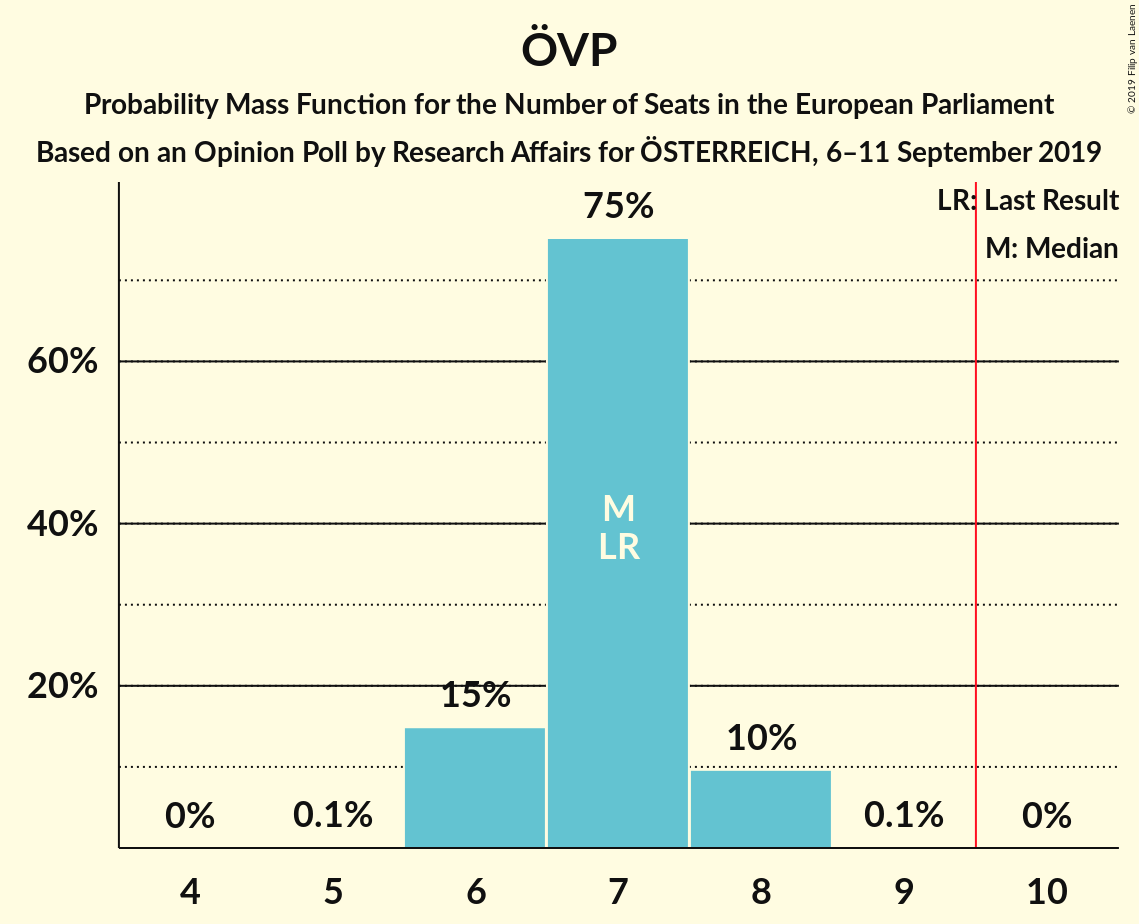 ÖVP
Probability Mass Function for the Number of Seats in the European Parliament
Based on an Opinion Poll by Research Affairs for ÖSTERREICH, 6–11 September 2019
© 2019 Filip van Laenen
LR: Last Result
M: Median
75%
60%
40%
20%
M
LR
15%
10%
0%
0.1%
0.1%
0%
4
5
6
7
8
9
10